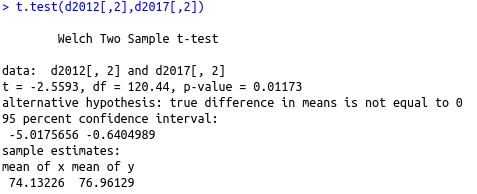 > t.test(d2012[,2],d2017[,2])
Welch Two Sample t-test
data:  d2012[, 2] and d2017[, 2]
t = -2.5593, df = 120.44, p-value = 0.01173
alternative hypothesis: true difference in means is not equal to 0
95 percent confidence interval:
-5.0175656 -0.6404989
sample estimates:
mean of x mean of y
74.13226  76.96129